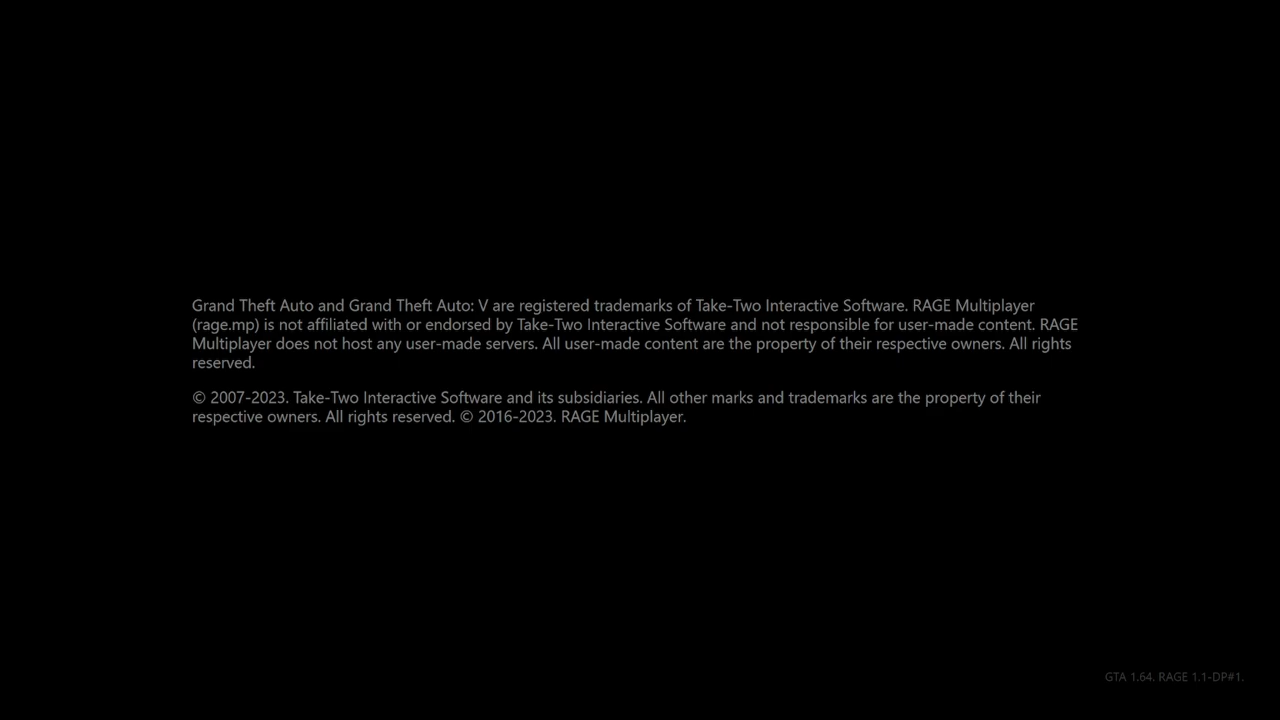 Grand Theft Auto and Grand Theft Auto: V are registered trademarks of Take-Two Interactive Software. RAGE Multiplayer
(rage.mp) is not affiliated with or endorsed by Take-Two Interactive Software and not responsible for user-made content. RAGE
Multiplayer does not host any user-made servers. All user-made content are the property of their respective owners. All rights
reserved.
© 2007-2023. Take-Two Interactive Software and its subsidiaries. All other marks and trademarks are the property of their
respective owners. All rights reserved. © 2016-2023. RAGE Multiplayer.
GTA 1.64. RAGE 1.1-DP#1.